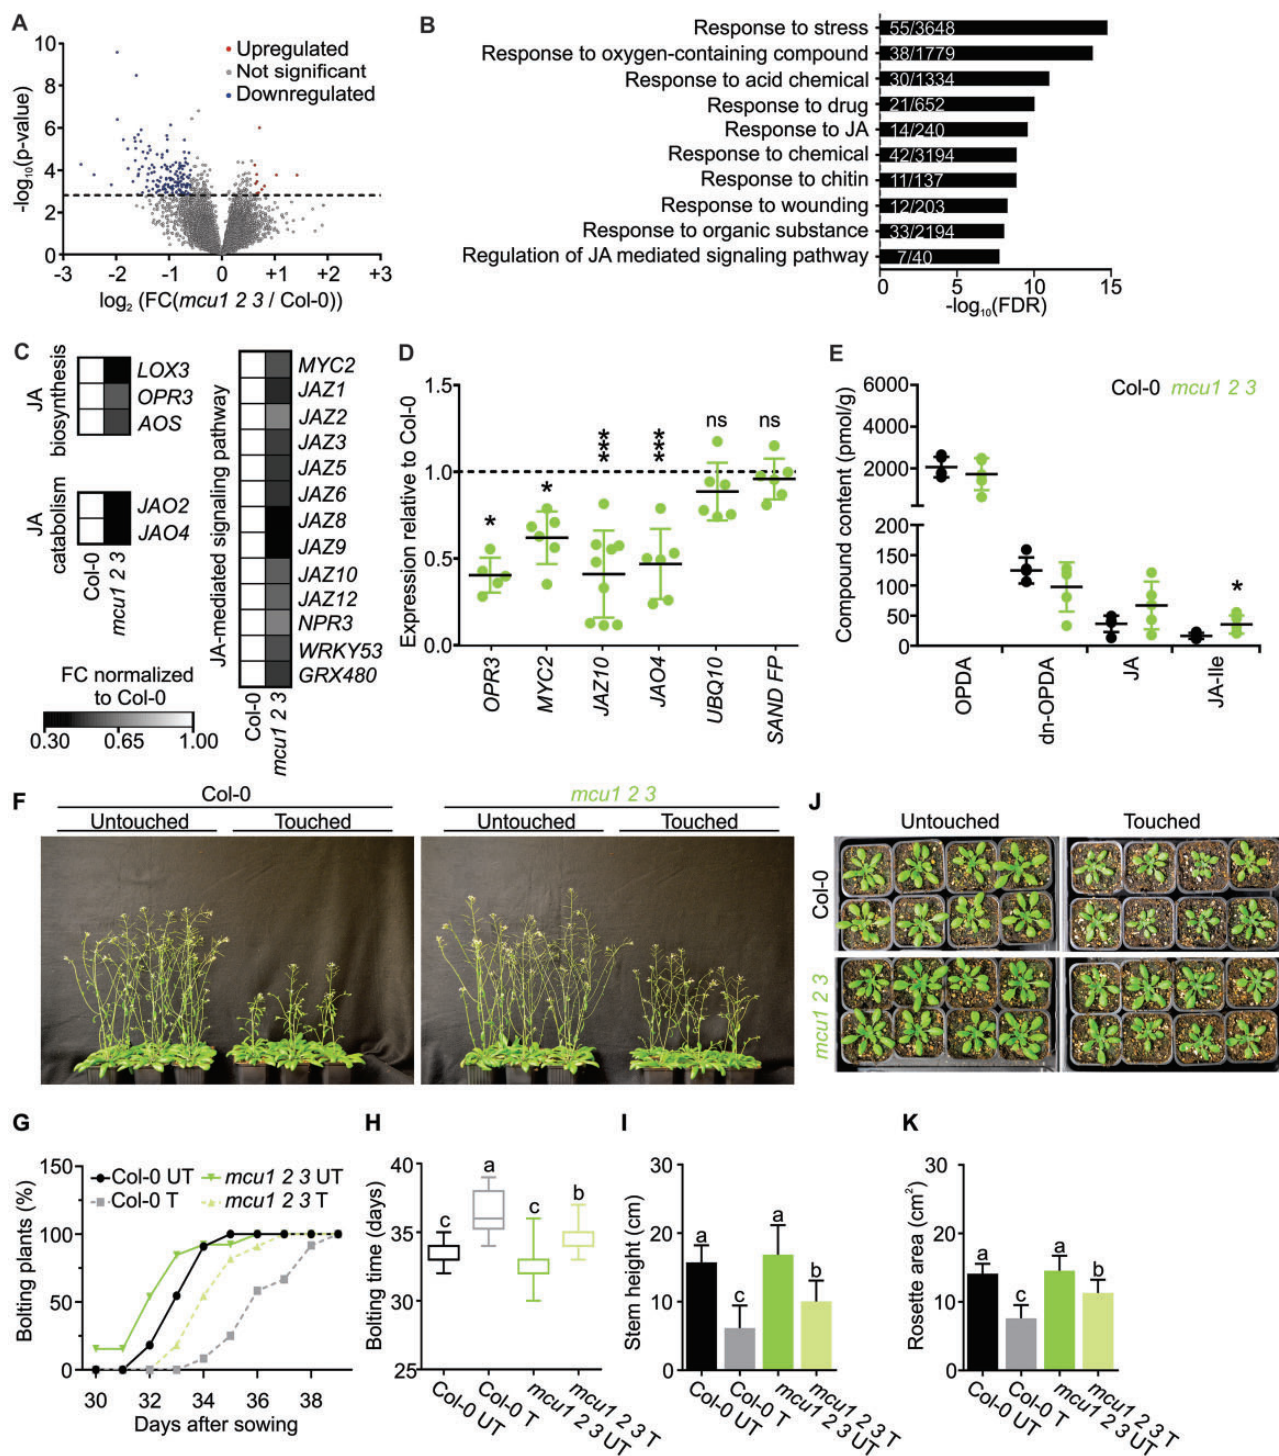 A
10
8
6
4
2
0
-log10(p-value)
-3
-2
-1
0
+1
+2
+3
log2 (FC(mcu1 2 3 / Col-0))
Upregulated
Not significant
Downregulated
B
Response to stress
55/3648
Response to oxygen-containing compound
38/1779
Response to acid chemical
30/1334
Response to drug
21/652
Response to JA
14/240
Response to chemical
42/3194
Response to chitin
11/137
Response to wounding
12/203
Response to organic substance
33/2194
Regulation of JA mediated signaling pathway
7/40
0
5
10
15
-log10(FDR)
C
JA
biosynthesis
LOX3
OPR3
AOS
JA
catabolism
JAO2
JAO4
Col-0
mcu1 2 3
FC normalized
to Col-0
0.30
0.65
1.00
JA-mediated signaling pathway
MYC2
JAZ1
JAZ2
JAZ3
JAZ5
JAZ6
JAZ8
JAZ9
JAZ10
JAZ12
NPR3
WRKY53
GRX480
Col-0
mcu1 2 3
D
Expression relative to Col-0
1.5
1.0
0.5
0.0
*
*
***
***
ns
ns
OPR3
MYC2
JAZ10
JAO4
UBQ10
SAND FP
E
Col-0 mcu1 2 3
Compound content (pmol/g)
6000
4000
2000
200
150
100
50
0
*
OPDA
dn-OPDA
JA
JA-Ile
F
Col-0
Untouched
Touched
mcu1 2 3
Untouched
Touched
J
Untouched
Touched
Col-0
mcu1 2 3
G
Bolting plants (%)
150
100
50
0
Col-0 UT
mcu1 2 3 UT
Col-0 T
mcu1 2 3 T
30
32
34
36
38
Days after sowing
H
Bolting time (days)
40
35
30
25
c
a
c
b
Col-0 UT
Col-0 T
mcu1 2 3 UT
mcu1 2 3 T
I
Stem height (cm)
30
20
10
0
a
c
a
b
Col-0 UT
Col-0 T
mcu1 2 3 UT
mcu1 2 3 T
K
Rosette area (cm²)
30
20
10
0
a
c
a
b
Col-0 UT
Col-0 T
mcu1 2 3 UT
mcu1 2 3 T